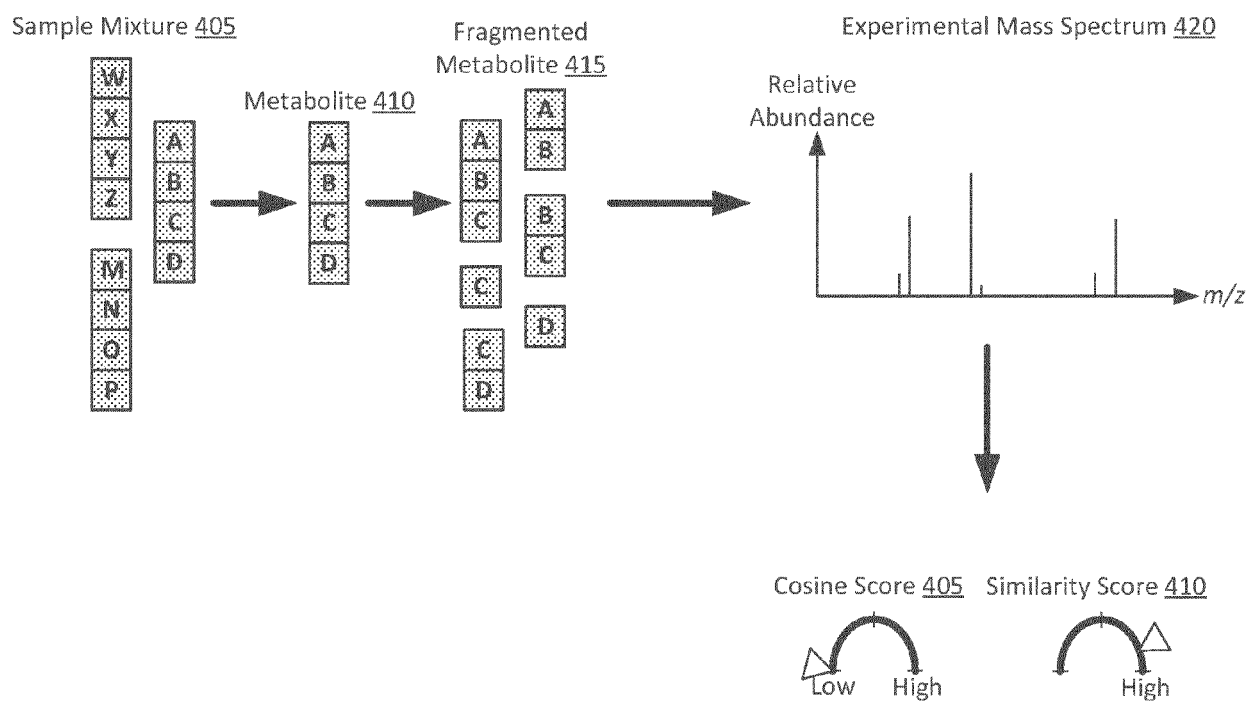 Sample Mixture 405
W
X
Y
Z
M
N
O
P
A
B
C
D
Metabolite 410
A
B
C
D
Fragmented
Metabolite 415
A
B
C
C
C
D
A
B
B
C
D
Experimental Mass Spectrum 420
Relative
Abundance
m/z
Cosine Score 405
Low High
Similarity Score 410
High